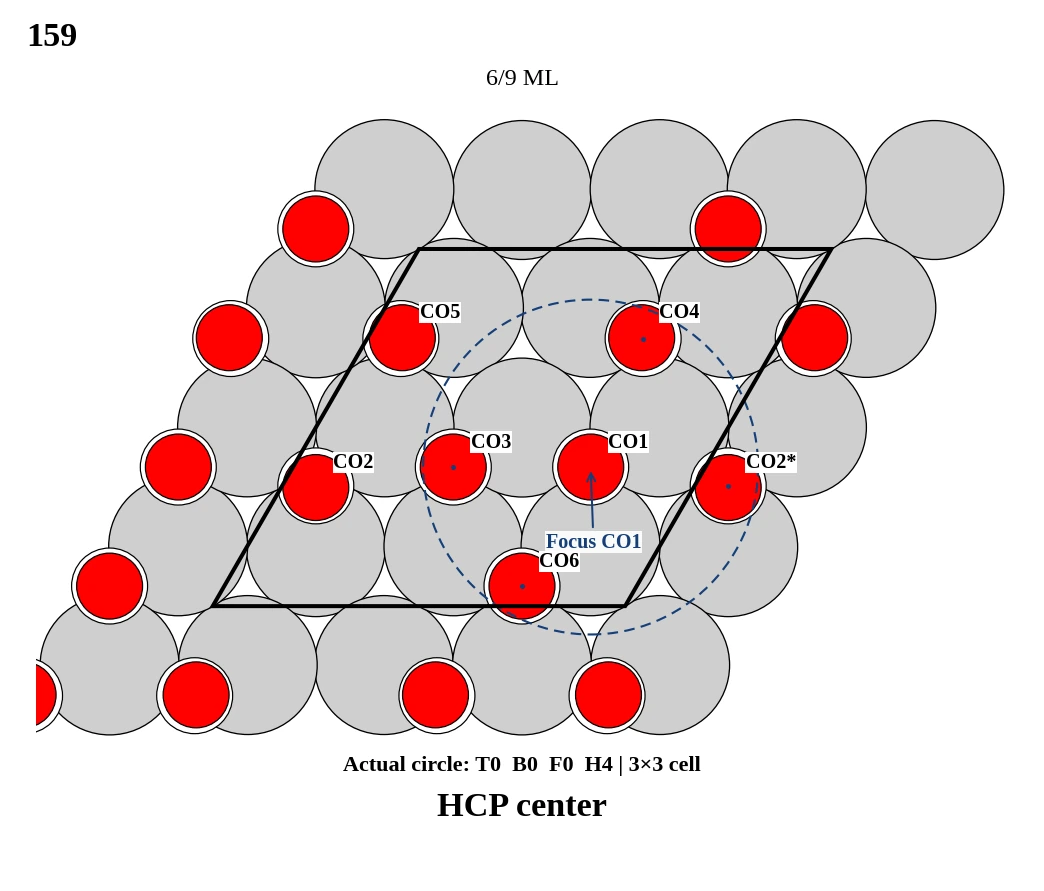 159
6/9 ML
CO5
CO4
CO3
CO1
CO2
CO2*
Focus CO1
CO6
Actual circle: T0 B0 F0 H4 | 3×3 cell
HCP center